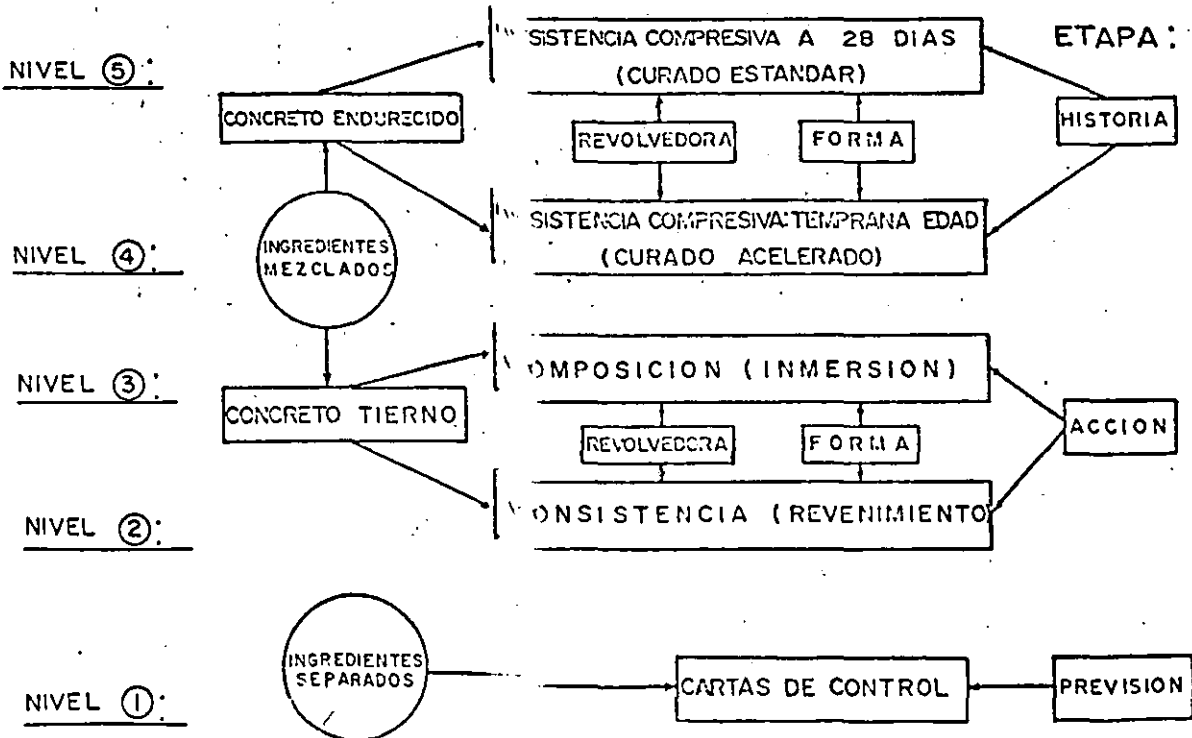 ETAPA:
NIVEL ⑤:
SISTENCIA COMPRESIVA A 28 DIAS
(CURADO ESTANDAR)
CONCRETO ENDURECIDO
REVOLVEDORA
FORMA
HISTORIA
SISTENCIA COMPRESIVA: TEMPRANA EDAD
(CURADO ACELERADO)
NIVEL ④:
INGREDIENTES
MEZCLADOS
NIVEL ③:
OMPOSICION (INMERSION)
CONCRETO TIERNO
REVOLVEDORA
FORMA
ACCION
NIVEL ②:
ONSISTENCIA (REVENIMIENTO
INGREDIENTES
SEPARADOS
NIVEL ①:
CARTAS DE CONTROL
PREVISION